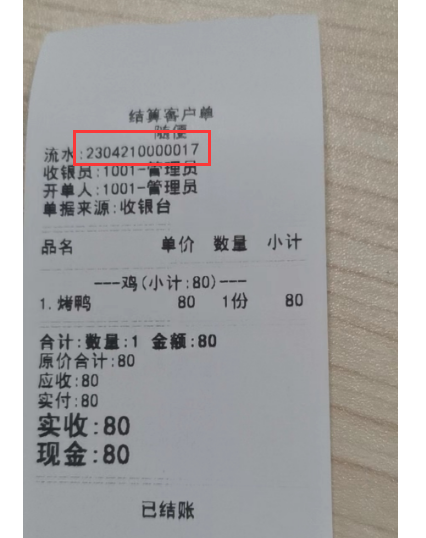 结算客户单
随便
流水:2304210000017
收银员:1001-管理员
开单人:1001-管理员
单据来源:收银台
品名 单价 数量 小计
---鸡(小计:80)---
1.烤鸭 80 1份 80
合计:数量:1 金额:80
原价合计:80
应收:80
实付:80
实收:80
现金:80
已结账